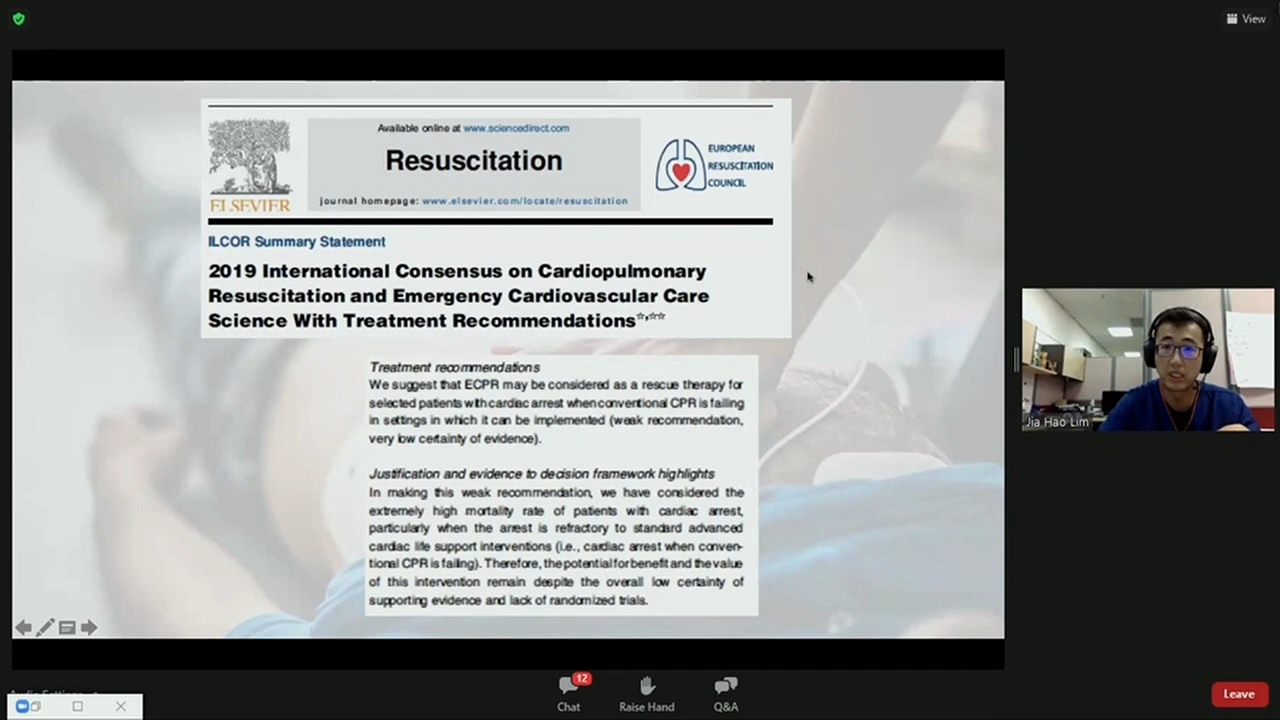 View
Available online at www.sciencedirect.com
Resuscitation
journal homepage: www.elsevier.com/locate/resuscitation
ELSEVIER
EUROPEAN
RESUSCITATION
COUNCIL
ILCOR Summary Statement
2019 International Consensus on Cardiopulmonary
Resuscitation and Emergency Cardiovascular Care
Science With Treatment Recommendations☆,☆☆
Treatment recommendations
We suggest that ECPR may be considered as a rescue therapy for
selected patients with cardiac arrest when conventional CPR is failing
in settings in which it can be implemented (weak recommendation,
very low certainty of evidence).
Justification and evidence to decision framework highlights
In making this weak recommendation, we have considered the
extremely high mortality rate of patients with cardiac arrest,
particularly when the arrest is refractory to standard advanced
cardiac life support interventions (i.e., cardiac arrest when conven-
tional CPR is failing). Therefore, the potential for benefit and the value
of this intervention remain despite the overall low certainty of
supporting evidence and lack of randomized trials.
Jia Hao Lim
12
Chat
Raise Hand
Q&A
Leave